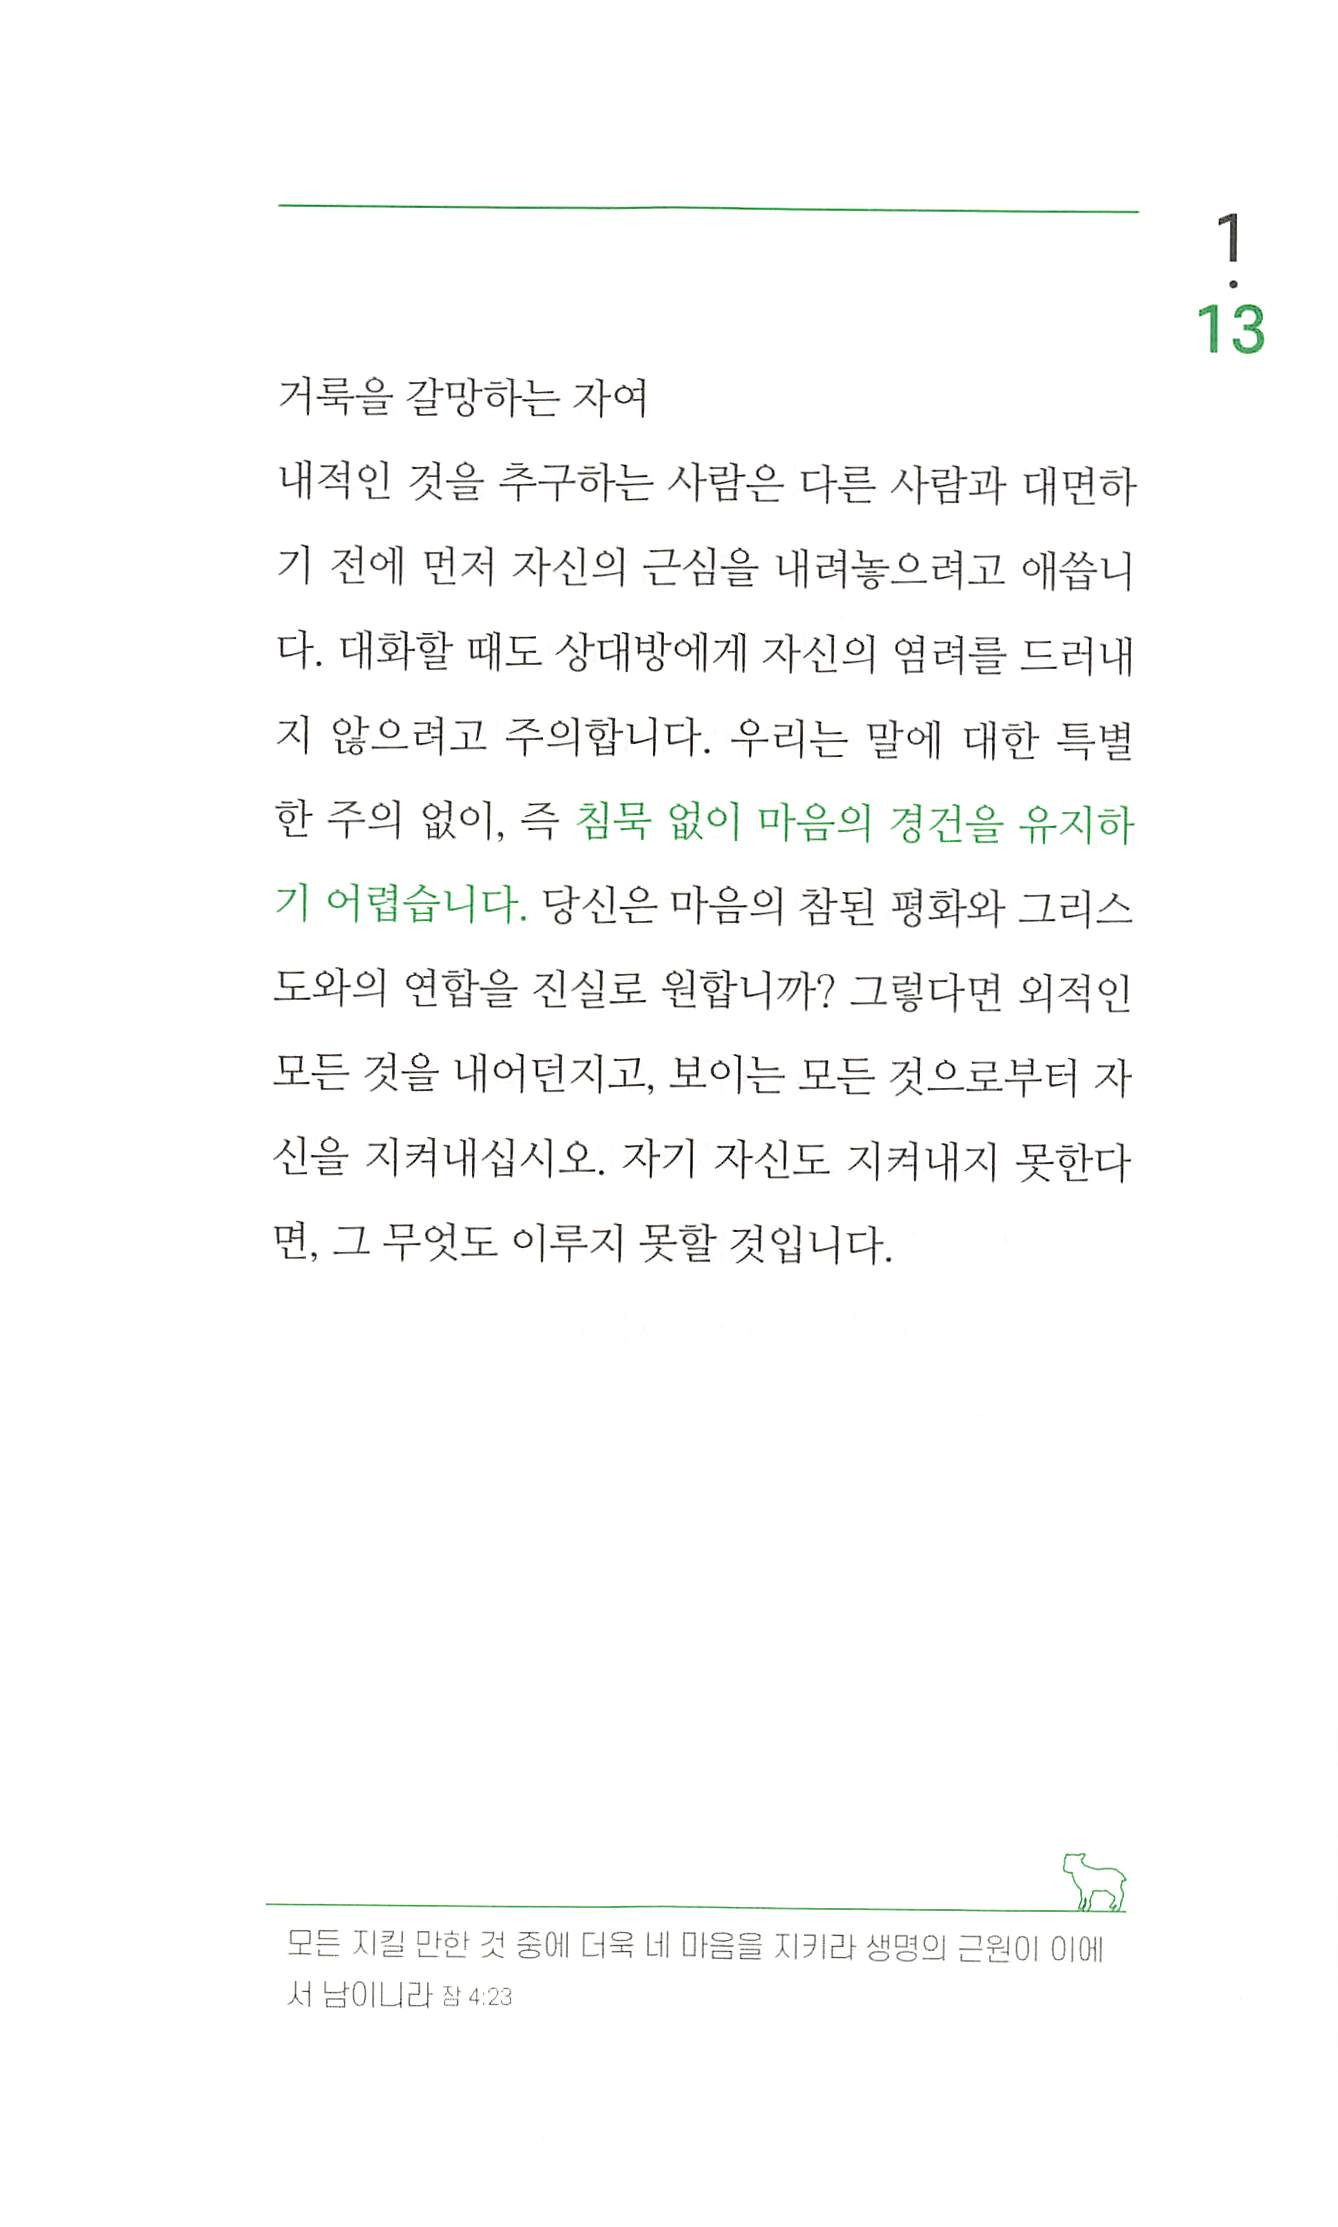 1
.
13
거룩을 갈망하는 자여
내적인 것을 추구하는 사람은 다른 사람과 대면하
기 전에 먼저 자신의 근심을 내려놓으려고 애씁니
다. 대화할 때도 상대방에게 자신의 염려를 드러내
지 않으려고 주의합니다. 우리는 말에 대한 특별
한 주의 없이, 즉 침묵 없이 마음의 경건을 유지하
기 어렵습니다. 당신은 마음의 참된 평화와 그리스
도와의 연합을 진실로 원합니까? 그렇다면 외적인
모든 것을 내어던지고, 보이는 모든 것으로부터 자
신을 지켜내십시오. 자기 자신도 지켜내지 못한다
면, 그 무엇도 이루지 못할 것입니다.
모든 지킬 만한 것 중에 더욱 네 마음을 지키라 생명의 근원이 이에
서 남이니라 잠 4:23